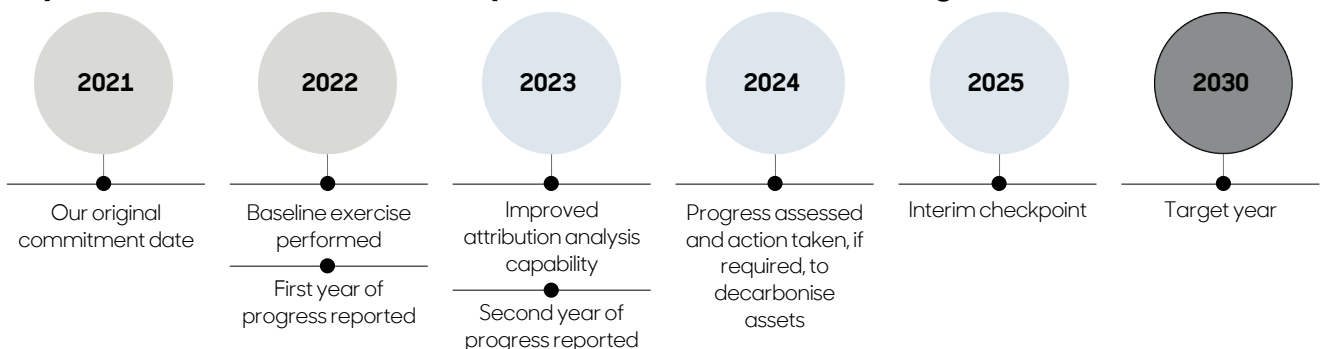 2021
Our original
commitment date
2022
Baseline exercise
performed
First year of
progress reported
2023
Improved
attribution analysis
capability
Second year of
progress reported
2024
Progress assessed
and action taken, if
required, to
decarbonise
assets
2025
Interim checkpoint
2030
Target year